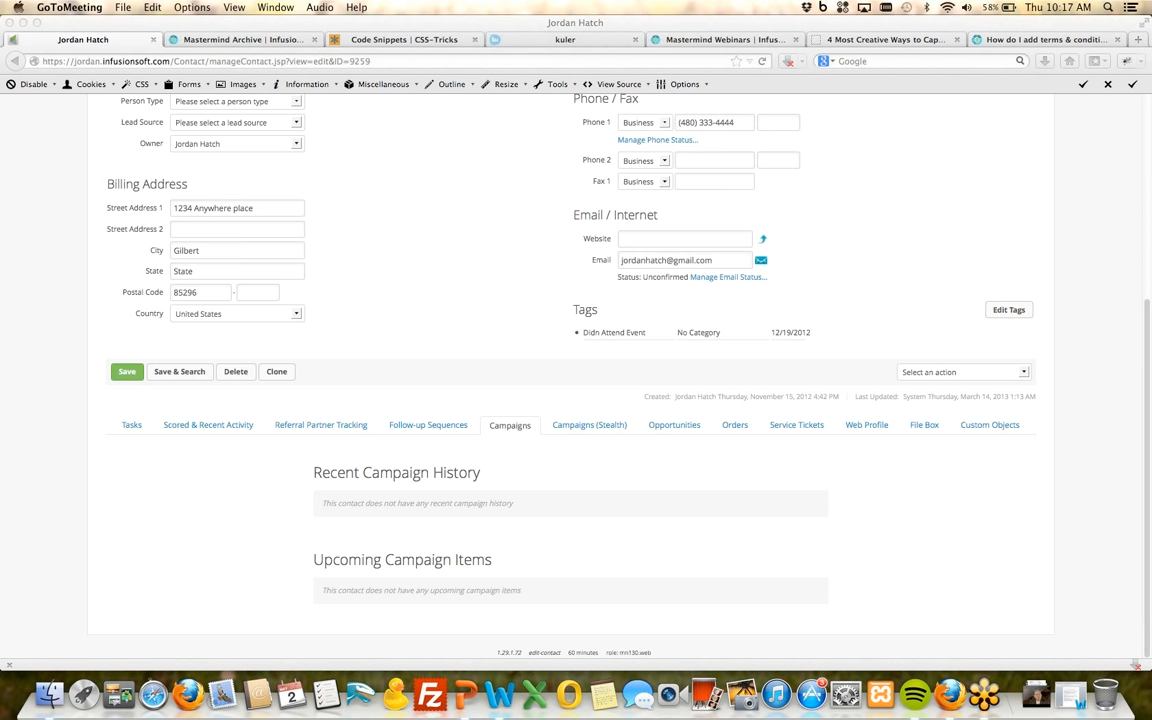 GoToMeeting File Edit Options View Window Audio Help 58% Thu 10:17 AM
Jordan Hatch
Jordan Hatch Mastermind Archive | Infusio... Code Snippets | CSS-Tricks kuler Mastermind Webinars | Infus... 4 Most Creative Ways to Cap... How do I add terms & conditi...
https://jordan.infusionsoft.com/Contact/manageContact.jsp?view=edit&ID=9259 Google
Disable Cookies CSS Forms Images Information Miscellaneous Outline Resize Tools View Source Options
Person Type Please select a person type
Lead Source Please select a lead source
Owner Jordan Hatch
Billing Address
Street Address 1 1234 Anywhere place
Street Address 2
City Gilbert
State State
Postal Code 85296 -
Country United States
Phone / Fax
Phone 1 Business (480) 333-4444
Manage Phone Status...
Phone 2 Business
Fax 1 Business
Email / Internet
Website
Email jordanhatch@gmail.com
Status: Unconfirmed Manage Email Status...
Tags Edit Tags
Didn Attend Event No Category 12/19/2012
Save Save & Search Delete Clone Select an action
Created: Jordan Hatch Thursday, November 15, 2012 4:42 PM Last Updated: System Thursday, March 14, 2013 1:13 AM
Tasks Scored & Recent Activity Referral Partner Tracking Follow-up Sequences Campaigns Campaigns (Stealth) Opportunities Orders Service Tickets Web Profile File Box Custom Objects
Recent Campaign History
This contact does not have any recent campaign history
Upcoming Campaign Items
This contact does not have any upcoming campaign items
1.29.1.72 edit-contact 60 minutes role: mn130.web